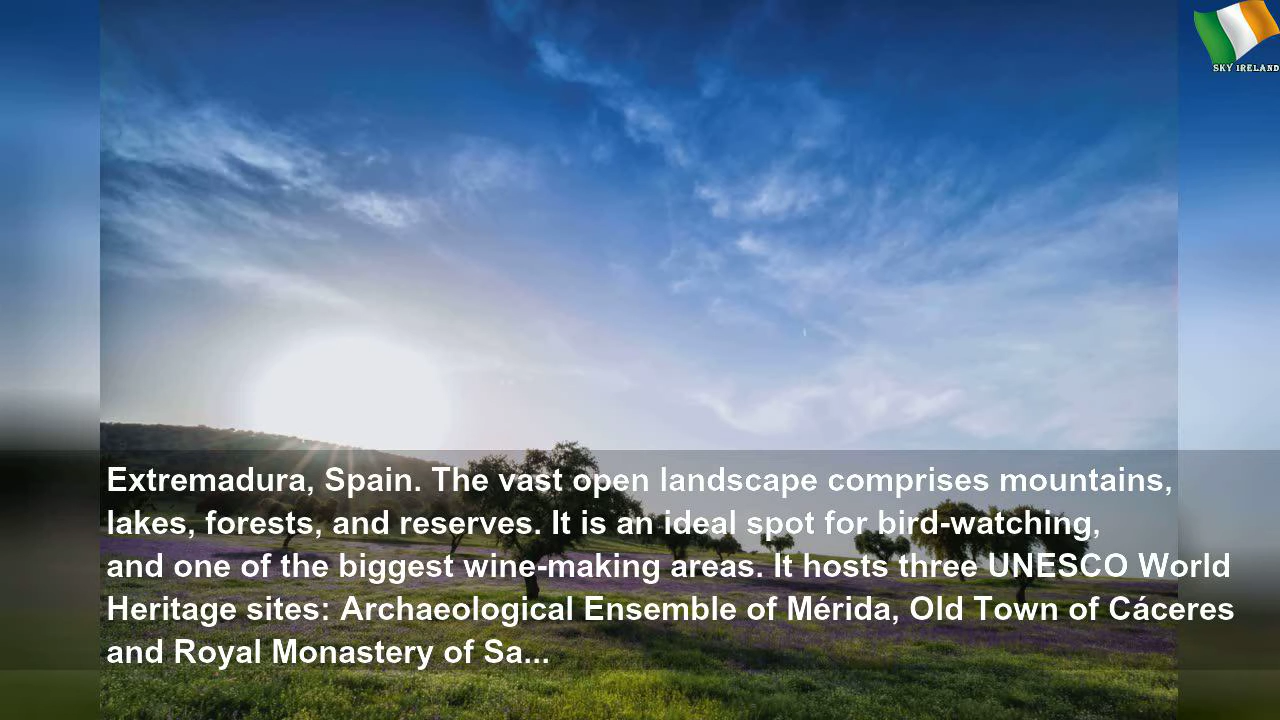 SKY IRELAND
Extremadura, Spain. The vast open landscape comprises mountains,
lakes, forests, and reserves. It is an ideal spot for bird-watching,
and one of the biggest wine-making areas. It hosts three UNESCO World
Heritage sites: Archaeological Ensemble of Mérida, Old Town of Cáceres
and Royal Monastery of Sa...